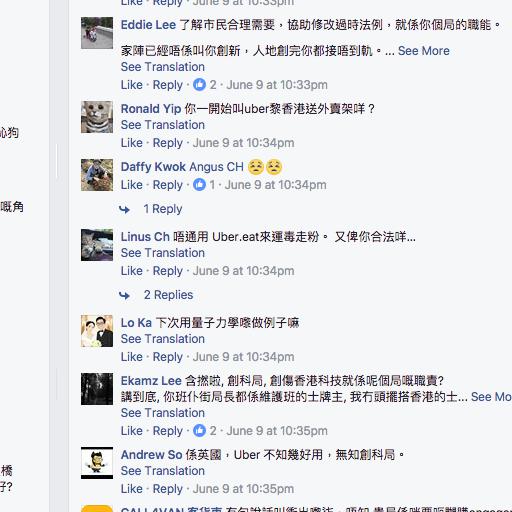 June 9 at 10:33pm
Eddie Lee 了解市民合理需要，協助修改過時法例，就係你個局的職能。
家陣已經唔係叫你創新，人地創完你都接唔到軌。... See More
See Translation
Like · Reply · 2 · June 9 at 10:33pm
Ronald Yip 你一開始叫uber黎香港送外賣架咩？
See Translation
Like · Reply · June 9 at 10:34pm
恥狗
Daffy Kwok Angus CH 😣😣
Like · Reply · 1 · June 9 at 10:34pm
嘅角
1 Reply
Linus Ch 唔通用 Uber.eat來運毒走粉。 又俾你合法咩...
See Translation
Like · Reply · June 9 at 10:34pm
2 Replies
Lo Ka 下次用量子力學嚟做例子嘛
See Translation
Like · Reply · June 9 at 10:34pm
Ekamz Lee 含撚啦, 創科局, 創傷香港科技就係呢個局嘅職責?
講到底, 你班仆街局長都係維護班的士牌主, 我冇頭擺搭香港的士... See Mo
See Translation
Like · Reply · 2 · June 9 at 10:35pm
Andrew So 係英國，Uber 不知幾好用，無知創科局。
See Translation
橋
Like · Reply · June 9 at 10:35pm
好?